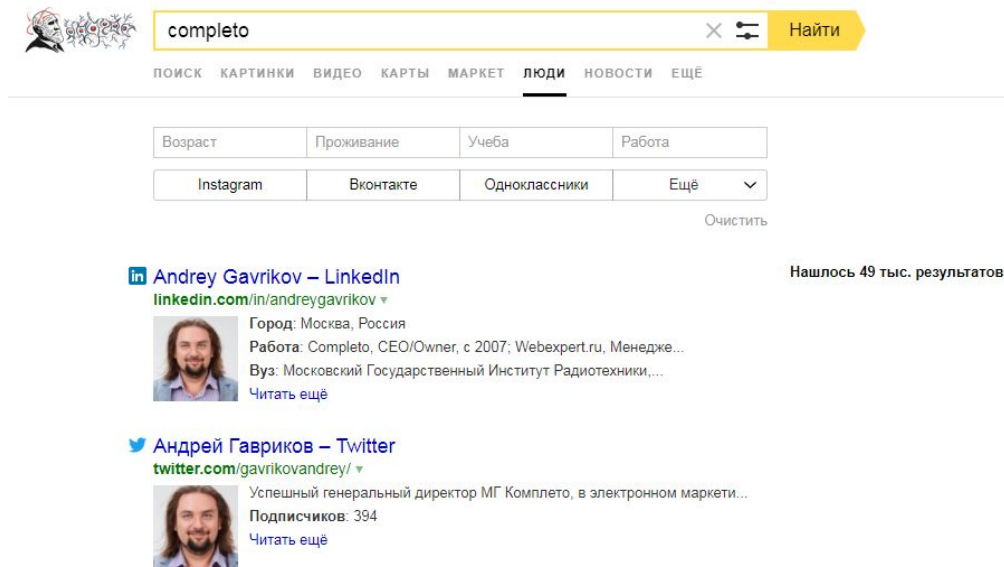 completo
Найти
ПОИСК КАРТИНКИ ВИДЕО КАРТЫ МАРКЕТ ЛЮДИ НОВОСТИ ЕЩЁ
Возраст Проживание Учеба Работа
Instagram Вконтакте Одноклассники Ещё
Очистить
in Andrey Gavrikov – LinkedIn
Нашлось 49 тыс. результатов
linkedin.com/in/andreygavrikov
Город: Москва, Россия
Работа: Completo, CEO/Owner, с 2007; Webexpert.ru, Менедже...
Вуз: Московский Государственный Институт Радиотехники,...
Читать ещё
Андрей Гавриков – Twitter
twitter.com/gavrikovandrey/
Успешный генеральный директор МГ Комплето, в электронном маркети...
Подписчиков: 394
Читать ещё